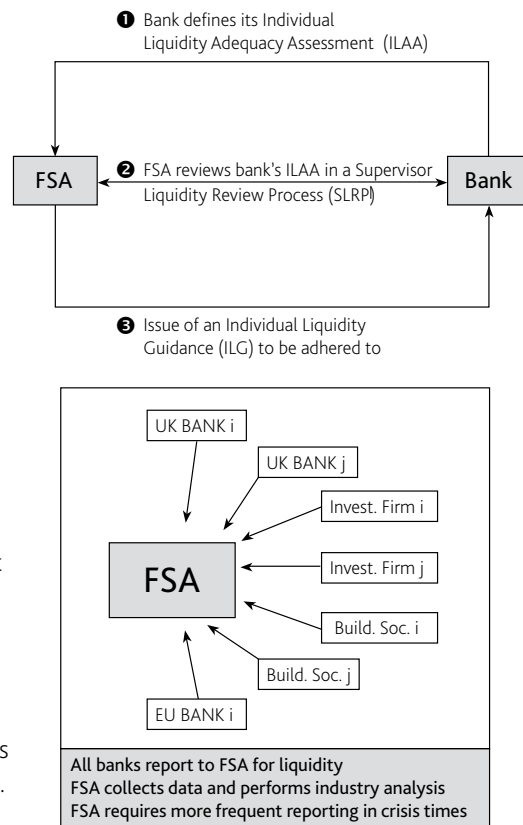 ❶ Bank defines its Individual
Liquidity Adequacy Assessment (ILAA)
FSA
❷ FSA reviews bank's ILAA in a Supervisor
Liquidity Review Process (SLRP)
Bank
❸ Issue of an Individual Liquidity
Guidance (ILG) to be adhered to
UK BANK i
UK BANK j
Invest. Firm i
FSA
Invest. Firm j
Build. Soc. i
Build. Soc. j
EU BANK i
All banks report to FSA for liquidity
FSA collects data and performs industry analysis
FSA requires more frequent reporting in crisis times